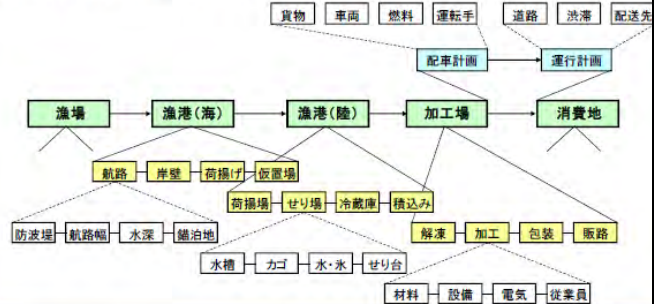 貨物 車両 燃料 運転手 道路 渋滞 配送先
配車計画 運行計画
漁場 漁港(海) 漁港(陸) 加工場 消費地
航路 岸壁 荷揚げ 仮置場
荷揚場 せり場 冷蔵庫 積込み
防波堤 航路幅 水深 錨泊地
解凍 加工 包装 販路
水槽 カゴ 水・氷 せり台
材料 設備 電気 従業員